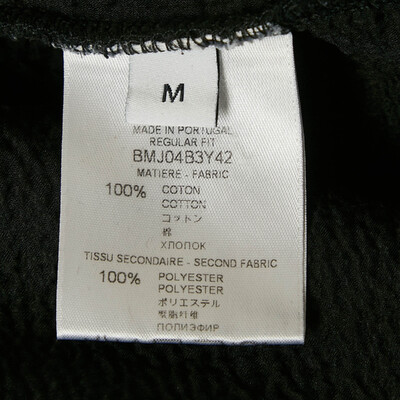 M
MADE IN PORTUGAL
REGULAR FIT
BMJ04B3Y42
MATIERE - FABRIC
100% COTON
COTTON
コットン
棉
ХЛОПОК
TISSU SECONDAIRE - SECOND FABRIC
100% POLYESTER
POLYESTER
ポリエステル
聚脂纤维
ПОЛИЭФИР